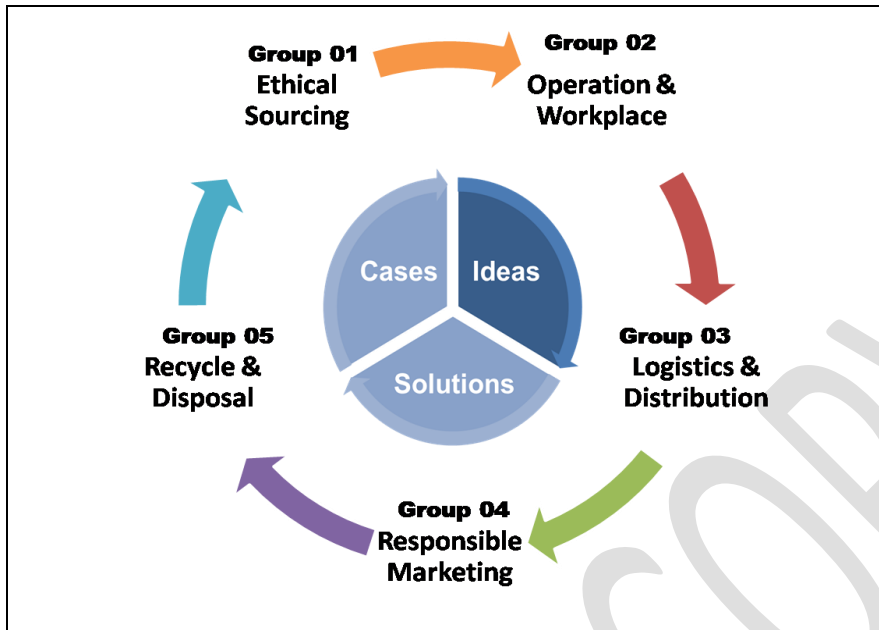 Group 01
Ethical
Sourcing
Group 02
Operation &
Workplace
Cases
Ideas
Solutions
Group 03
Logistics &
Distribution
Group 04
Responsible
Marketing
Group 05
Recycle &
Disposal